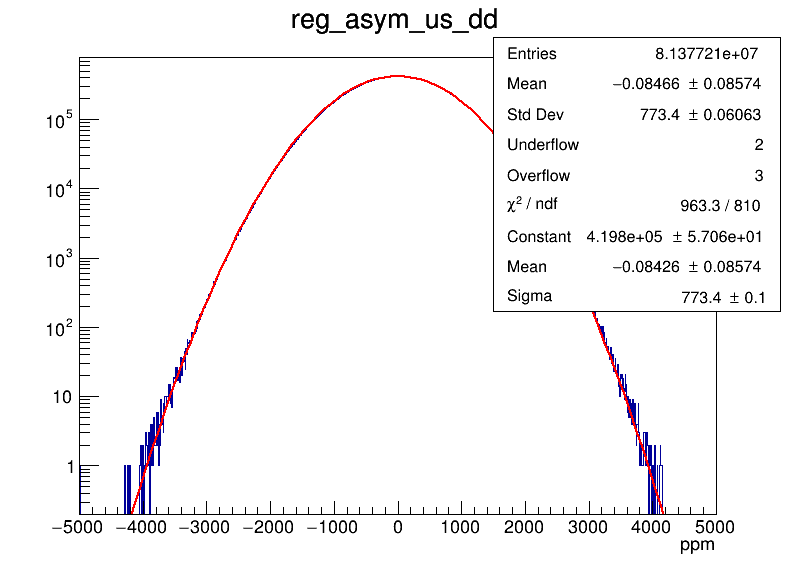 reg_asym_us_dd
Entries 8.137721e+07
Mean −0.08466 ± 0.08574
Std Dev 773.4 ± 0.06063
Underflow 2
Overflow 3
χ² / ndf 963.3 / 810
Constant 4.198e+05 ± 5.706e+01
Mean −0.08426 ± 0.08574
Sigma 773.4 ± 0.1
10⁵
10⁴
10³
10²
10
1
−5000 −4000 −3000 −2000 −1000 0 1000 2000 3000 4000 5000
ppm